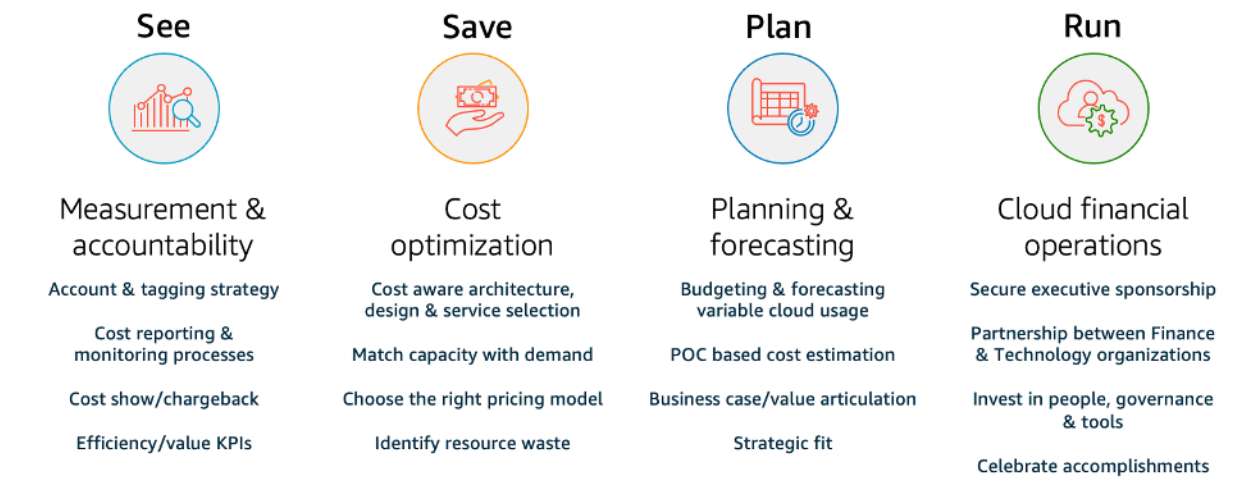 See
Measurement &
accountability
Account & tagging strategy
Cost reporting &
monitoring processes
Cost show/chargeback
Efficiency/value KPIs
Save
Cost
optimization
Cost aware architecture,
design & service selection
Match capacity with demand
Choose the right pricing model
Identify resource waste
Plan
Planning &
forecasting
Budgeting & forecasting
variable cloud usage
POC based cost estimation
Business case/value articulation
Strategic fit
Run
Cloud financial
operations
Secure executive sponsorship
Partnership between Finance
& Technology organizations
Invest in people, governance
& tools
Celebrate accomplishments
$